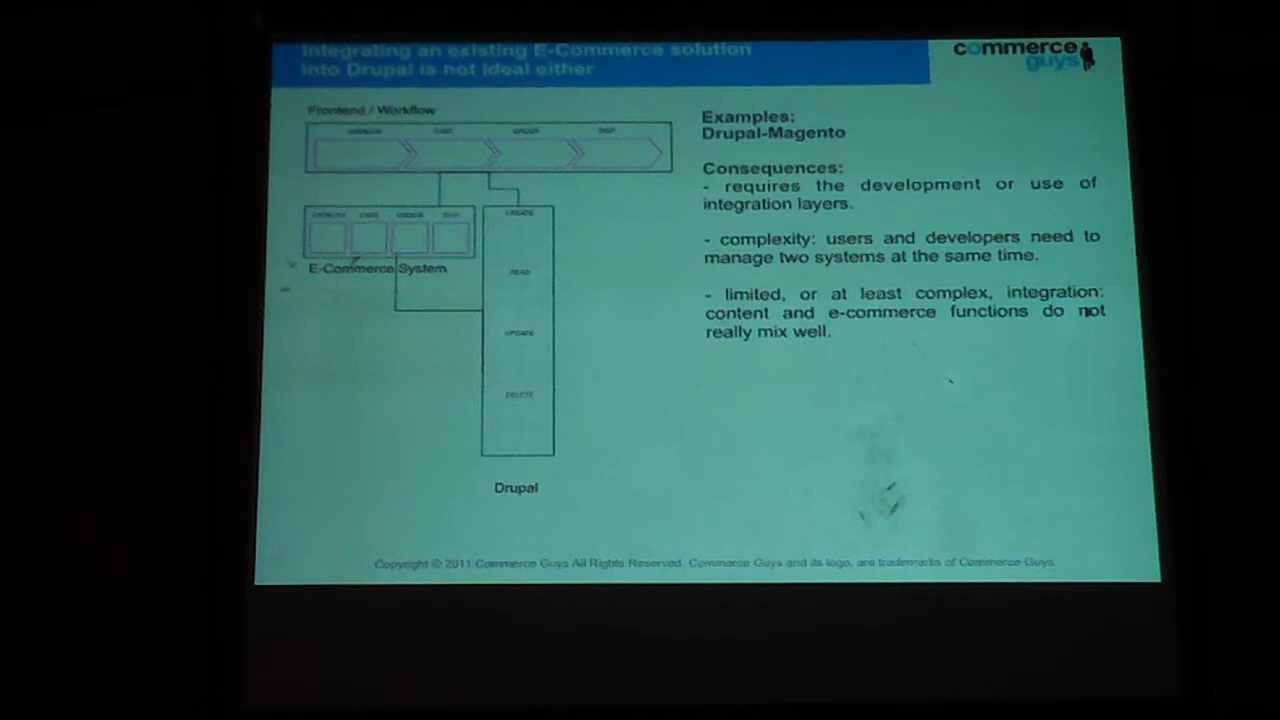 Integrating an existing E-Commerce solution
into Drupal is not ideal either
commerce
guys
Frontend / Workflow
CART
E-Commerce System
CREATE
READ
UPDATE
DELETE
Drupal
Examples:
Drupal-Magento
Consequences:
- requires the development or use of
integration layers.
- complexity: users and developers need to
manage two systems at the same time.
- limited, or at least complex, integration:
content and e-commerce functions do not
really mix well.
Copyright © 2011 Commerce Guys All Rights Reserved. Commerce Guys and its logo, are trademarks of Commerce Guys.